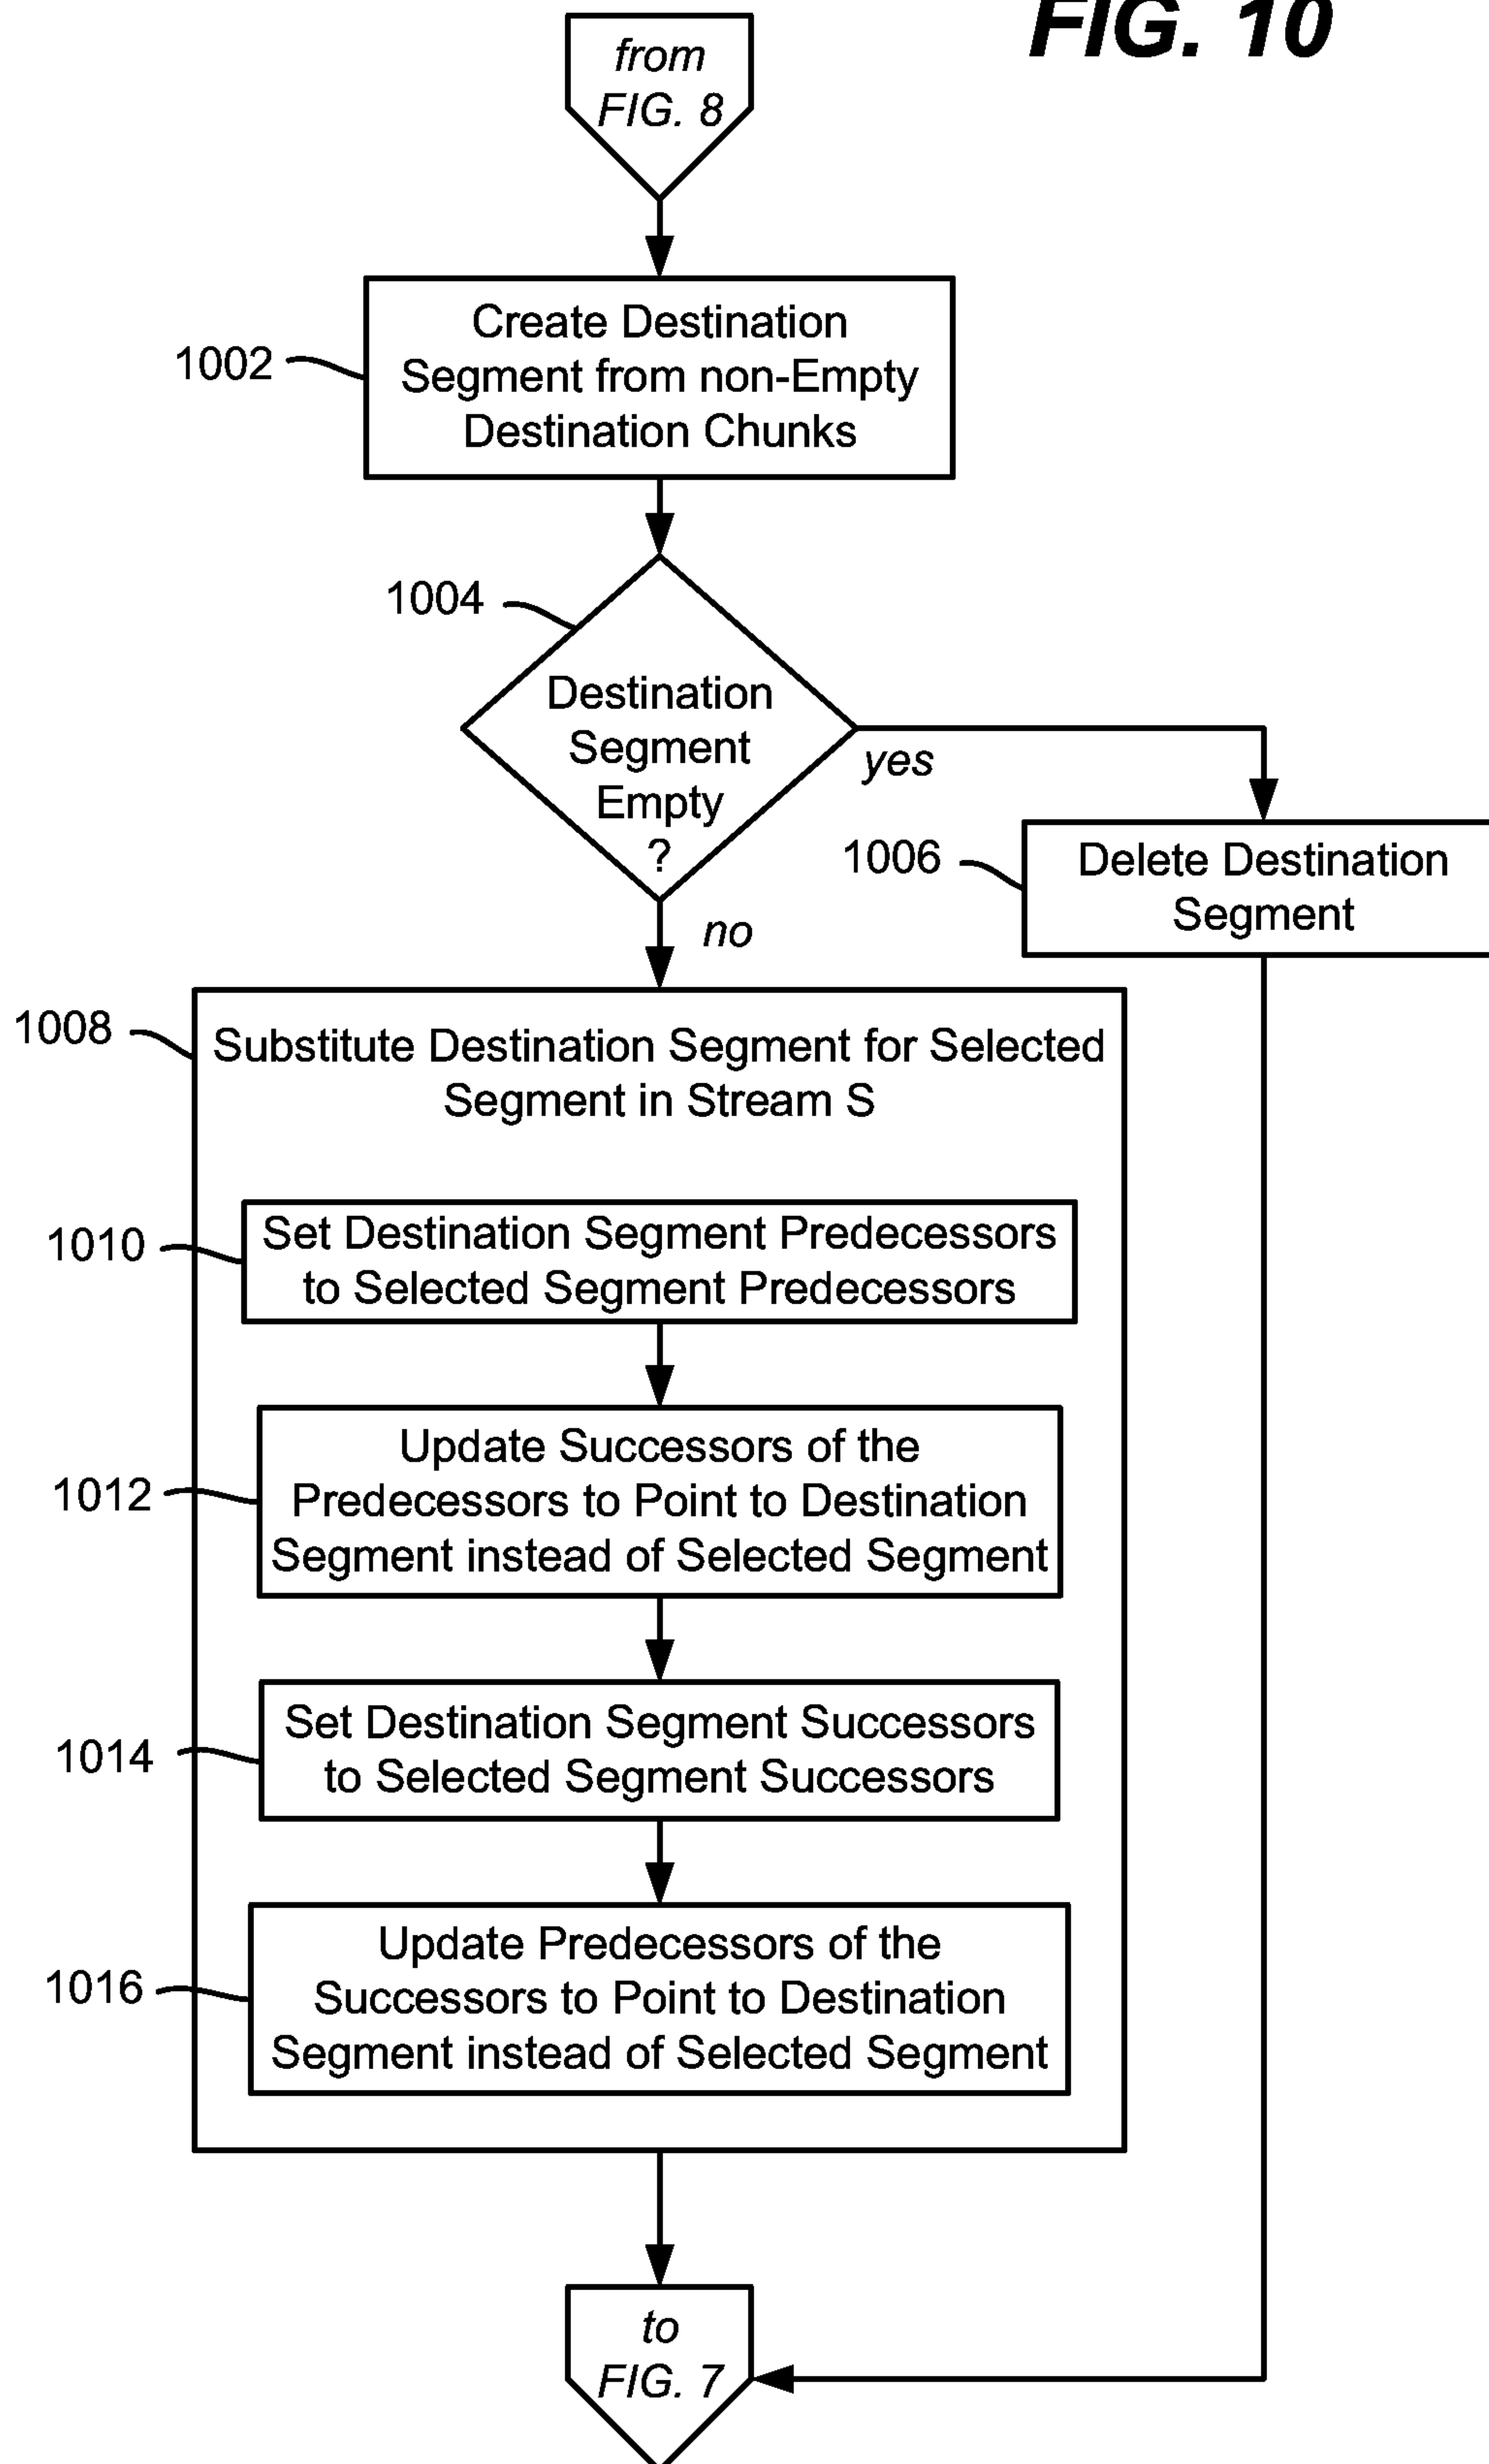 FIG. 10
from
FIG. 8
1002
Create Destination
Segment from non-Empty
Destination Chunks
1004
Destination
Segment
Empty
?
yes
no
1006
Delete Destination
Segment
1008
Substitute Destination Segment for Selected
Segment in Stream S
1010
Set Destination Segment Predecessors
to Selected Segment Predecessors
1012
Update Successors of the
Predecessors to Point to Destination
Segment instead of Selected Segment
1014
Set Destination Segment Successors
to Selected Segment Successors
1016
Update Predecessors of the
Successors to Point to Destination
Segment instead of Selected Segment
to
FIG. 7